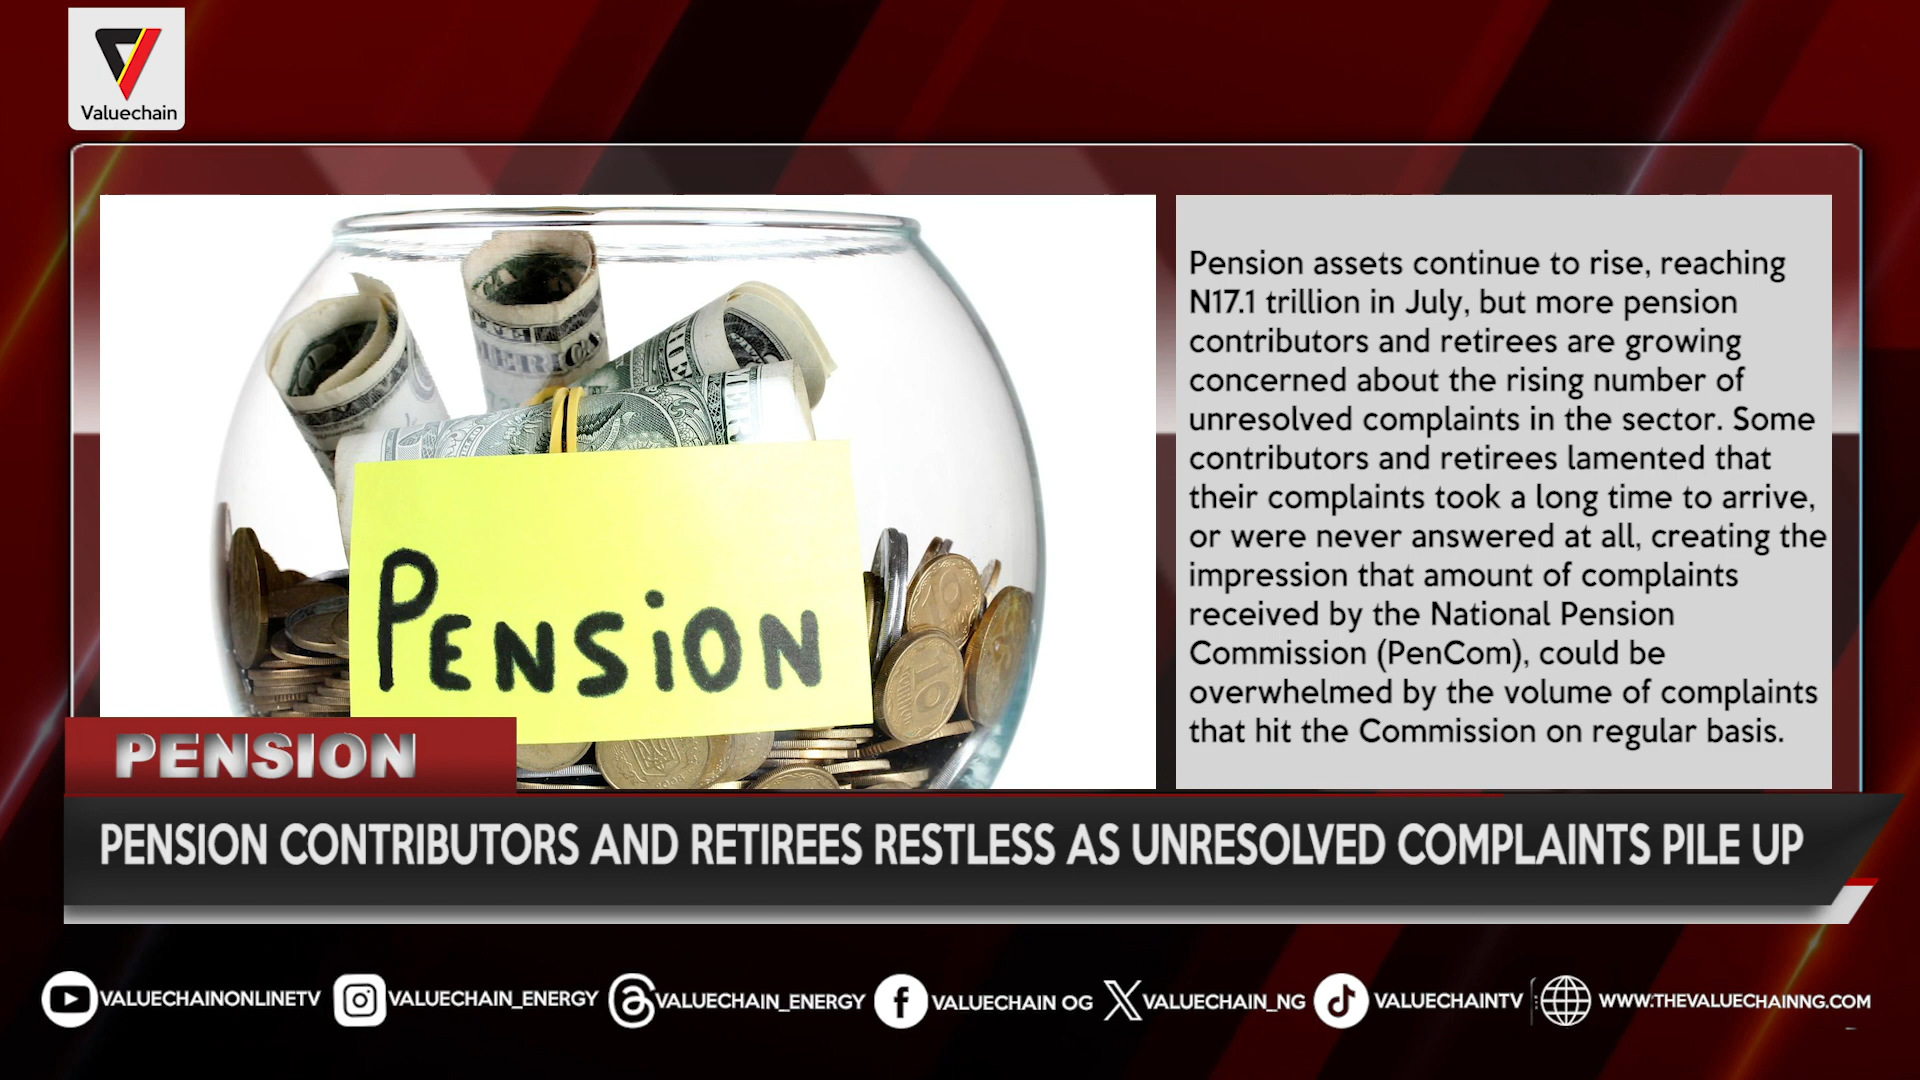 Valuechain
Pension assets continue to rise, reaching
N17.1 trillion in July, but more pension
contributors and retirees are growing
concerned about the rising number of
unresolved complaints in the sector. Some
contributors and retirees lamented that
their complaints took a long time to arrive,
or were never answered at all, creating the
impression that amount of complaints
received by the National Pension
Commission (PenCom), could be
overwhelmed by the volume of complaints
that hit the Commission on regular basis.
PENSiON
10
PENSION
PENSION CONTRIBUTORS AND RETIREES RESTLESS AS UNRESOLVED COMPLAINTS PILE UP
VALUECHAINONLINETV VALUECHAIN_ENERGY VALUECHAIN_ENERGY VALUECHAIN OG VALUECHAIN_NG VALUECHAINTV WWW.THEVALUECHAINNG.COM